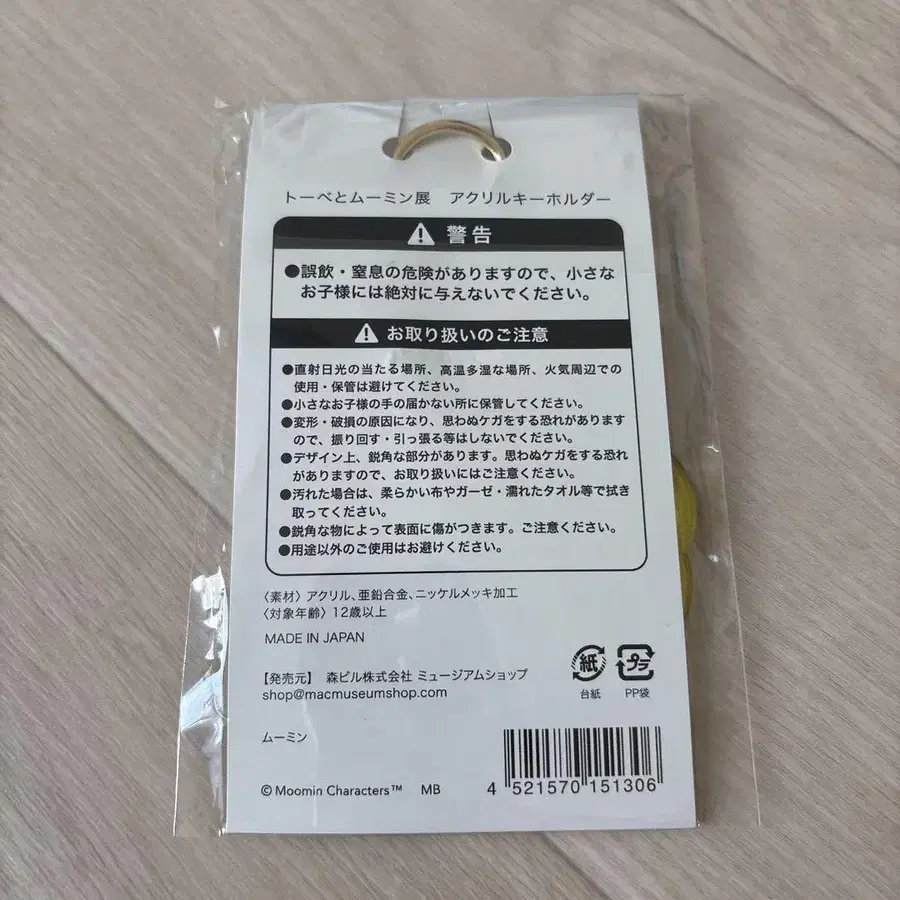 トーベとムーミン展　アクリルキーホルダー
警告
●誤飲・窒息の危険がありますので、小さな
お子様には絶対に与えないでください。
お取り扱いのご注意
●直射日光の当たる場所、高温多湿な場所、火気周辺での
使用・保管は避けてください。
●小さなお子様の手の届かない所に保管してください。
●変形・破損の原因になり、思わぬケガをする恐れがあります
ので、振り回す・引っ張る等はしないでください。
●デザイン上、鋭角な部分があります。思わぬケガをする恐れ
がありますので、お取り扱いにはご注意ください。
●汚れた場合は、柔らかい布やガーゼ・濡れたタオル等で拭き
取ってください。
●鋭角な物によって表面に傷がつきます。ご注意ください。
●用途以外のご使用はお避けください。
〈素材〉アクリル、亜鉛合金、ニッケルメッキ加工
〈対象年齢〉12歳以上
MADE IN JAPAN
【発売元】 森ビル株式会社 ミュージアムショップ
shop@macmuseumshop.com
紙 プラ
台紙 PP袋
ムーミン
© Moomin Characters™ MB
4 521570 151306